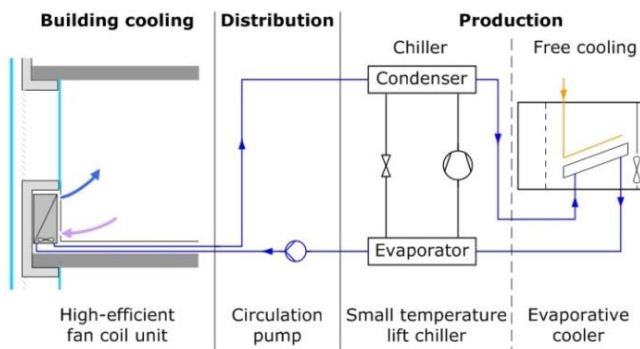 Building cooling
Distribution
Production
Chiller
Free cooling
Condenser
Evaporator
High-efficient
fan coil unit
Circulation
pump
Small temperature
lift chiller
Evaporative
cooler